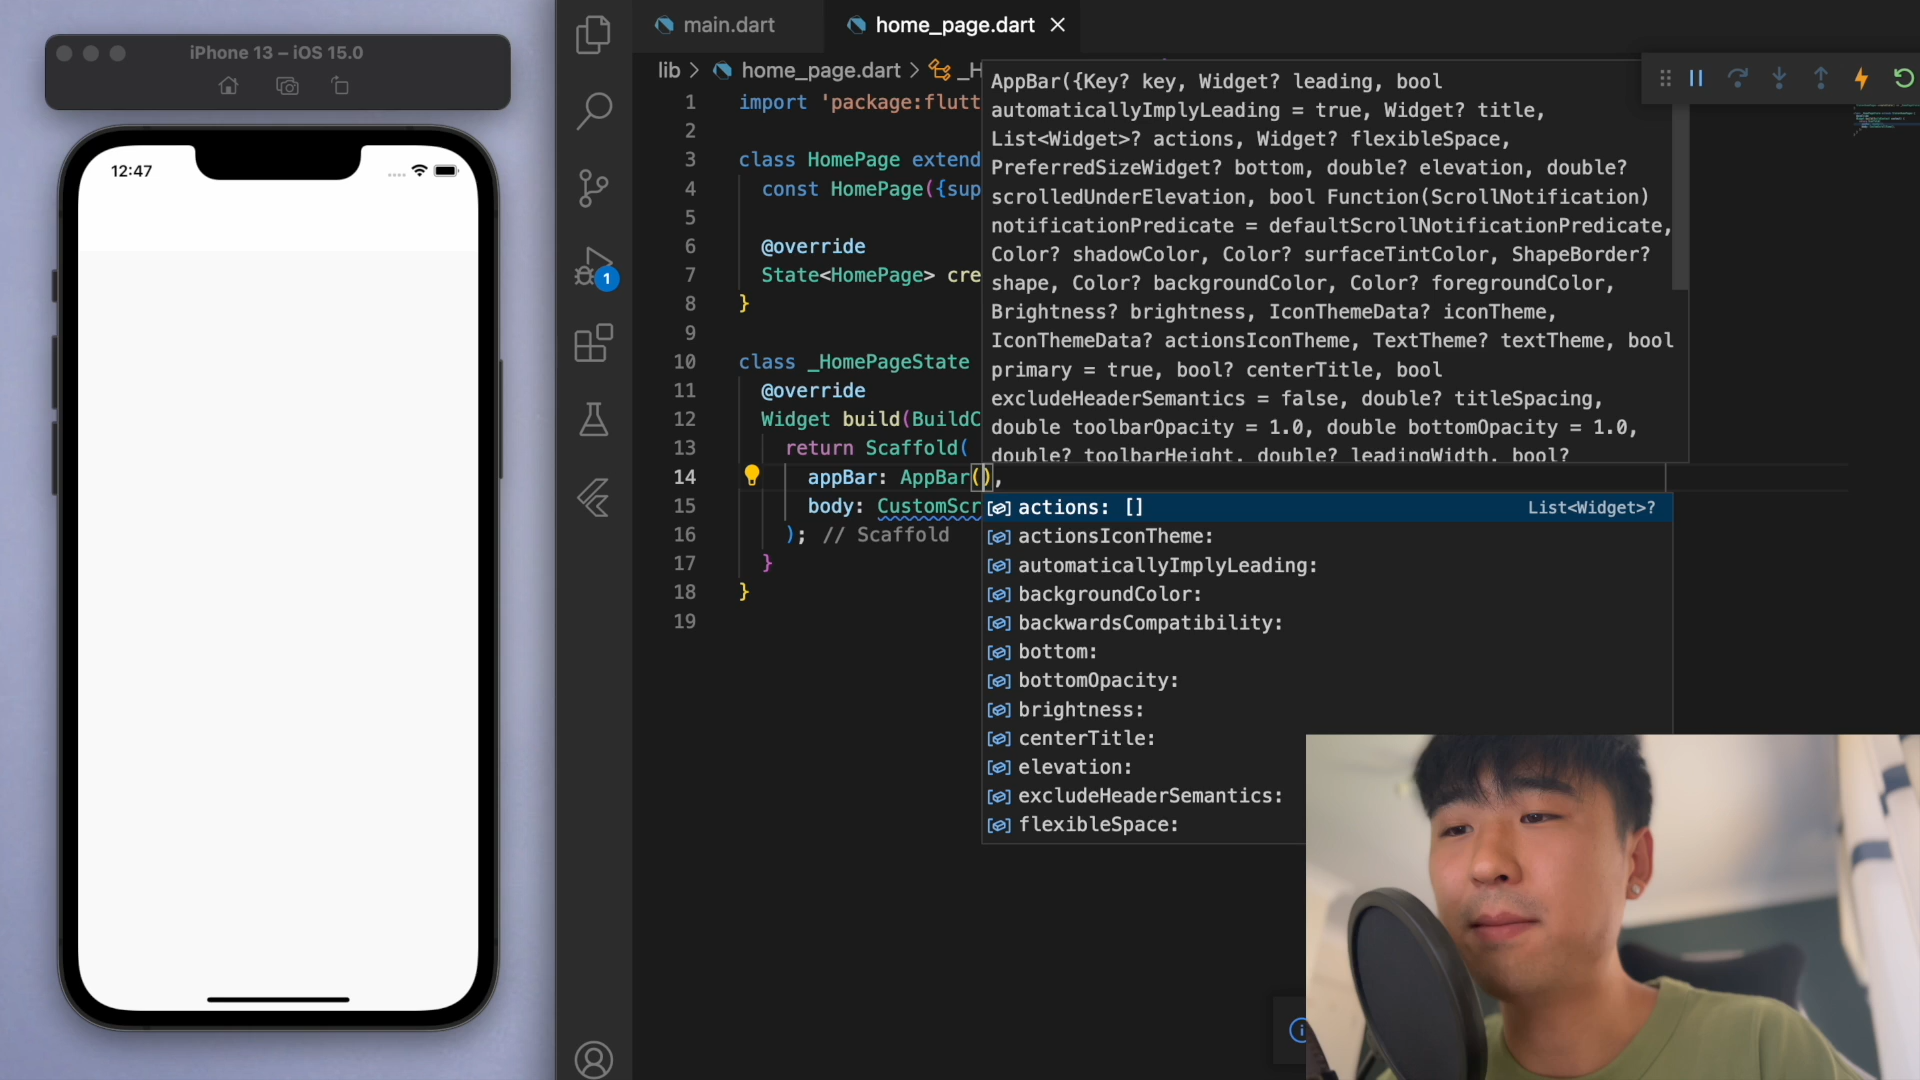 iPhone 13 – iOS 15.0
12:47
main.dart
home_page.dart
lib > home_page.dart > _H
1 import 'package:flutt
2
3 class HomePage extend
4 const HomePage({sup
5
6 @override
7 State<HomePage> cre
8 }
9
10 class _HomePageState
11 @override
12 Widget build(BuildC
13 return Scaffold(
14 appBar: AppBar(),
15 body: CustomScr
16 ); // Scaffold
17 }
18 }
19
1
AppBar({Key? key, Widget? leading, bool
automaticallyImplyLeading = true, Widget? title,
List<Widget>? actions, Widget? flexibleSpace,
PreferredSizeWidget? bottom, double? elevation, double?
scrolledUnderElevation, bool Function(ScrollNotification)
notificationPredicate = defaultScrollNotificationPredicate,
Color? shadowColor, Color? surfaceTintColor, ShapeBorder?
shape, Color? backgroundColor, Color? foregroundColor,
Brightness? brightness, IconThemeData? iconTheme,
IconThemeData? actionsIconTheme, TextTheme? textTheme, bool
primary = true, bool? centerTitle, bool
excludeHeaderSemantics = false, double? titleSpacing,
double toolbarOpacity = 1.0, double bottomOpacity = 1.0,
double? toolbarHeight, double? leadingWidth, bool?
actions: [] List<Widget>?
actionsIconTheme:
automaticallyImplyLeading:
backgroundColor:
backwardsCompatibility:
bottom:
bottomOpacity:
brightness:
centerTitle:
elevation:
excludeHeaderSemantics:
flexibleSpace: